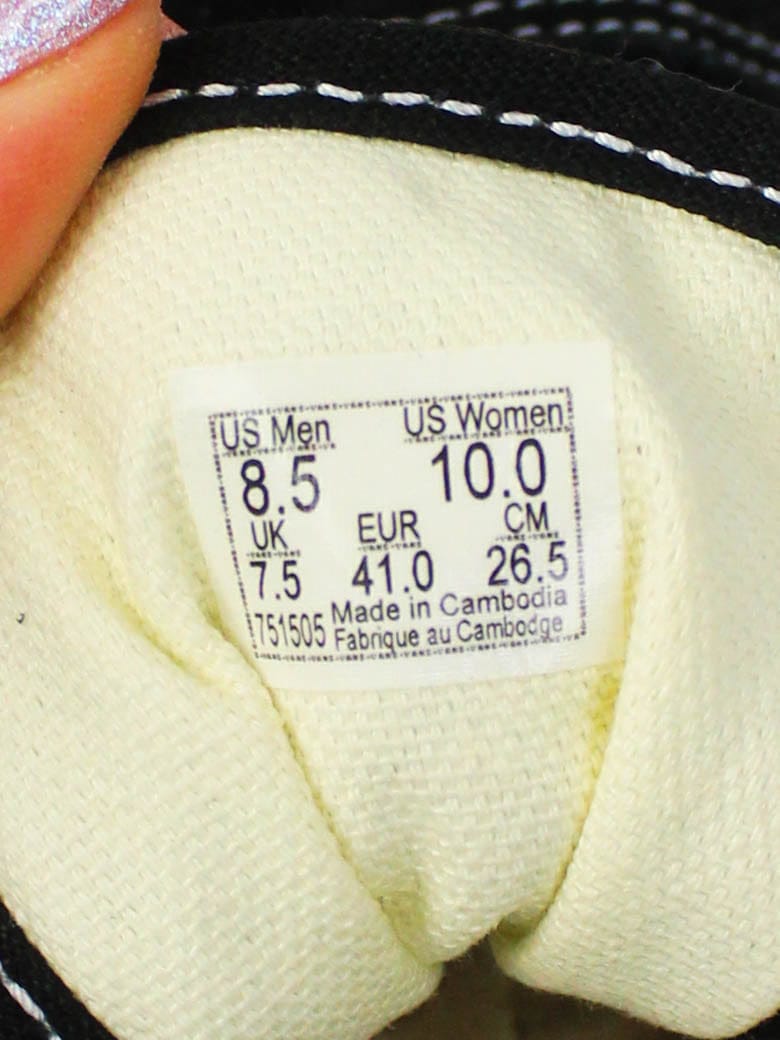 US Men US Women
8.5 10.0
UK EUR CM
7.5 41.0 26.5
751505 Made in Cambodia
Fabrique au Cambodge